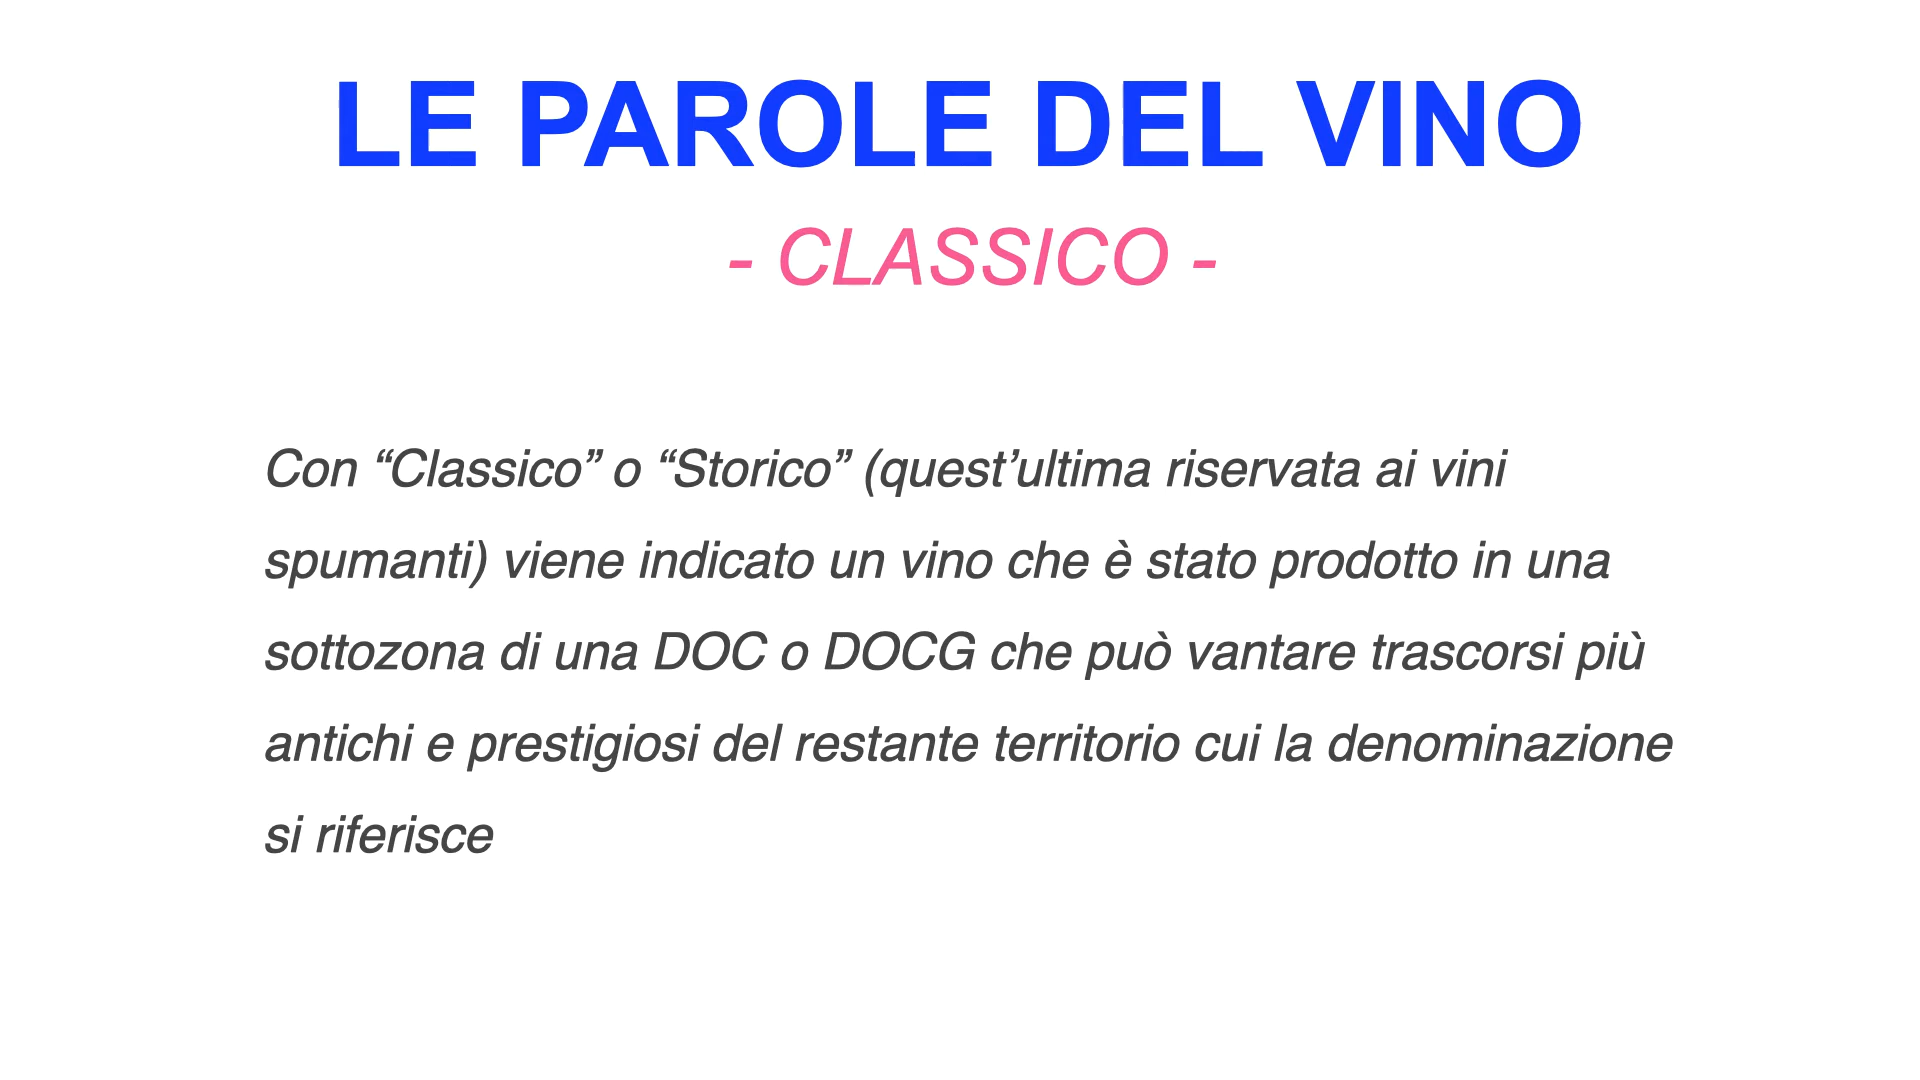 LE PAROLE DEL VINO
- CLASSICO -
Con “Classico” o “Storico” (quest’ultima riservata ai vini
spumanti) viene indicato un vino che è stato prodotto in una
sottozona di una DOC o DOCG che può vantare trascorsi più
antichi e prestigiosi del restante territorio cui la denominazione
si riferisce